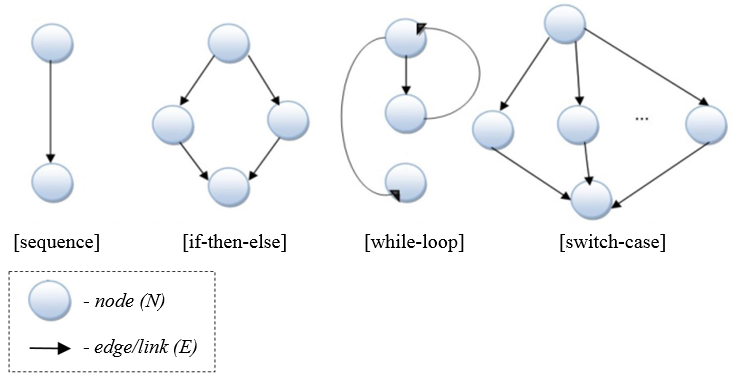 ...
[sequence]
[if-then-else]
[while-loop]
[switch-case]
- node (N)
- edge/link (E)